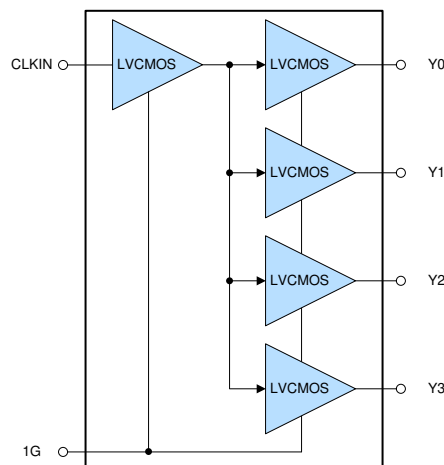 CLKIN
LVCMOS
LVCMOS
Y0
LVCMOS
Y1
LVCMOS
Y2
LVCMOS
Y3
1G